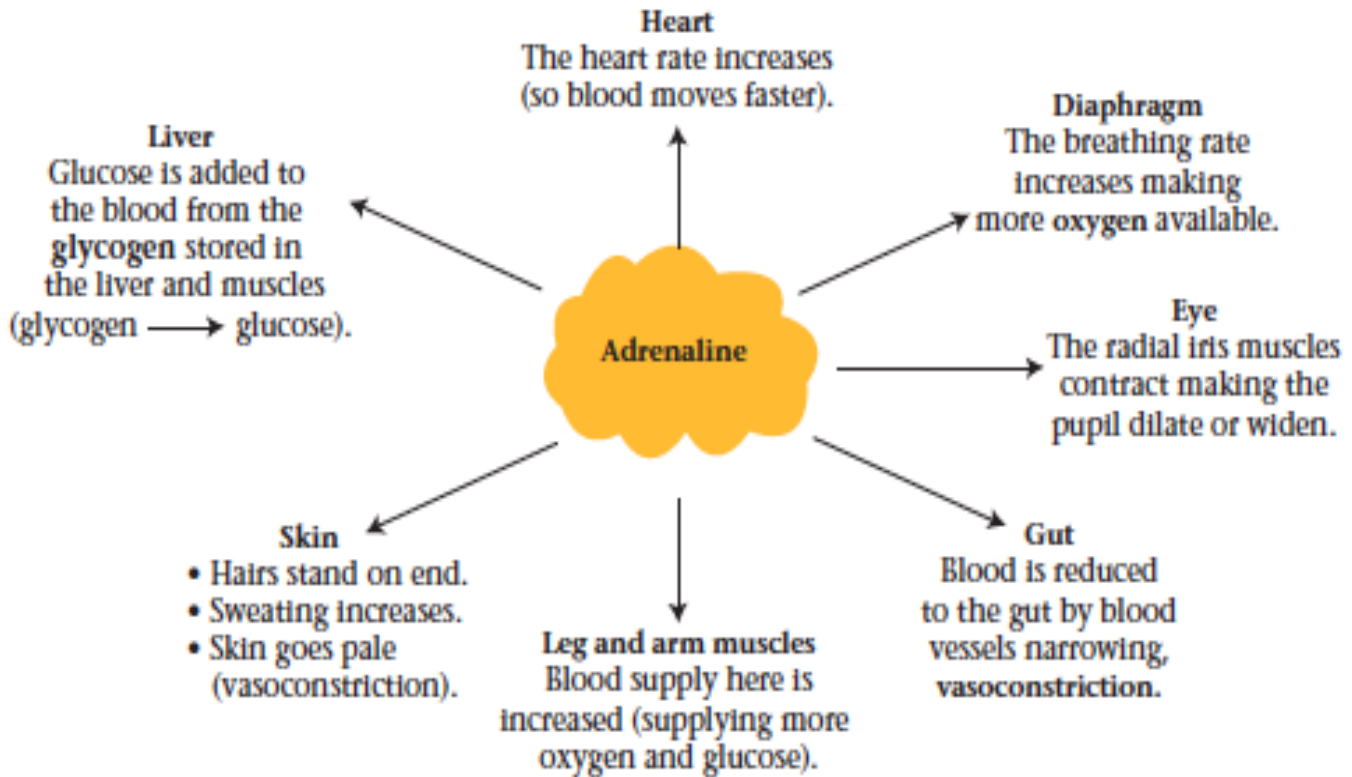 Heart
The heart rate increases
(so blood moves faster).
Diaphragm
The breathing rate
increases making
more oxygen available.
Liver
Glucose is added to
the blood from the
glycogen stored in
the liver and muscles
(glycogen → glucose).
Adrenaline
Eye
The radial iris muscles
contract making the
pupil dilate or widen.
Skin
• Hairs stand on end.
• Sweating increases.
• Skin goes pale
(vasoconstriction).
Leg and arm muscles
Blood supply here is
increased (supplying more
oxygen and glucose).
Gut
Blood is reduced
to the gut by blood
vessels narrowing,
vasoconstriction.